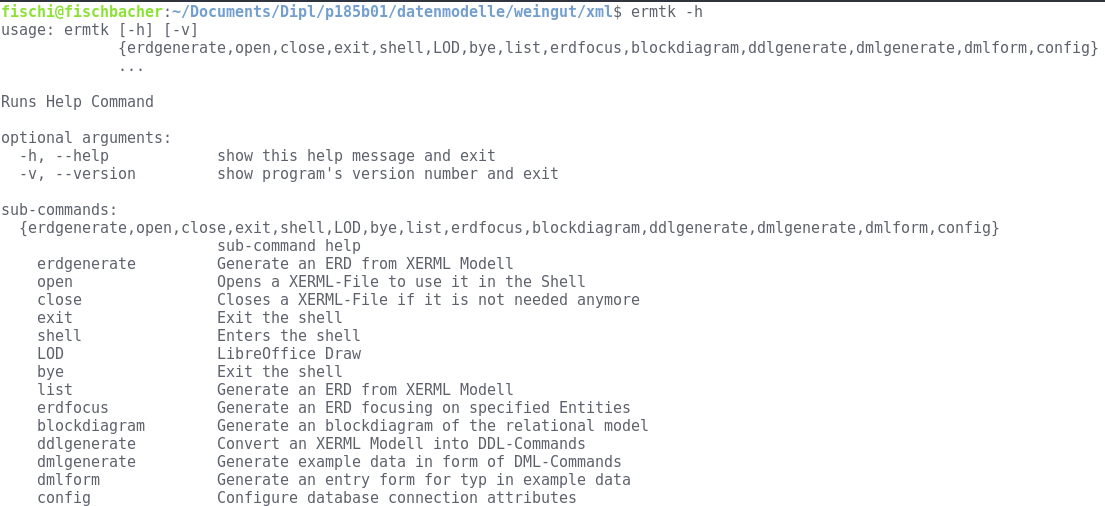 fischi@fischbacher:~/Documents/Dipl/p185b01/datenmodelle/weingut/xml$ ermtk -h
usage: ermtk [-h] [-v]
             {erdgenerate,open,close,exit,shell,LOD,bye,list,erdfocus,blockdiagram,ddlgenerate,dmlgenerate,dmlform,config}
             ...

Runs Help Command

optional arguments:
  -h, --help            show this help message and exit
  -v, --version         show program's version number and exit

sub-commands:
  {erdgenerate,open,close,exit,shell,LOD,bye,list,erdfocus,blockdiagram,ddlgenerate,dmlgenerate,dmlform,config}
                        sub-command help
    erdgenerate         Generate an ERD from XERML Modell
    open                Opens a XERML-File to use it in the Shell
    close               Closes a XERML-File if it is not needed anymore
    exit                Exit the shell
    shell               Enters the shell
    LOD                 LibreOffice Draw
    bye                 Exit the shell
    list                Generate an ERD from XERML Modell
    erdfocus            Generate an ERD focusing on specified Entities
    blockdiagram        Generate an blockdiagram of the relational model
    ddlgenerate         Convert an XERML Modell into DDL-Commands
    dmlgenerate         Generate example data in form of DML-Commands
    dmlform             Generate an entry form for typ in example data
    config              Configure database connection attributes